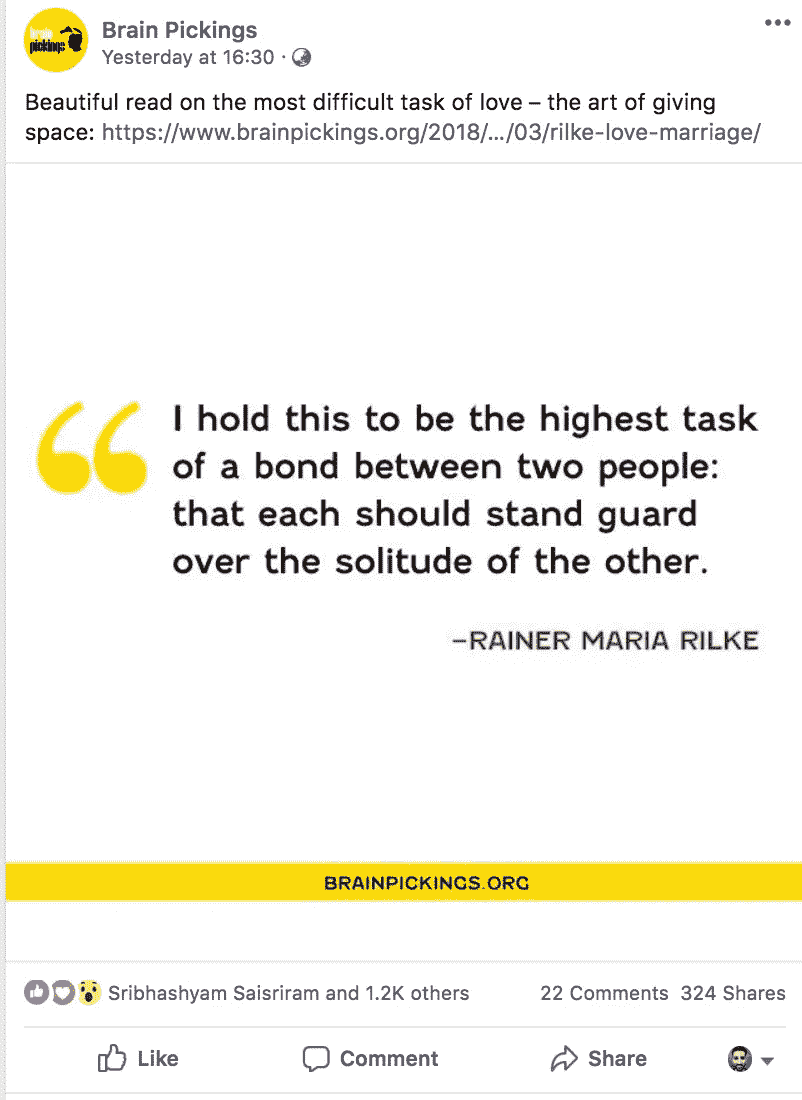 brain
pickings
Brain Pickings
Yesterday at 16:30 ·
Beautiful read on the most difficult task of love – the art of giving
space: https://www.brainpickings.org/2018/.../03/rilke-love-marriage/
I hold this to be the highest task
of a bond between two people:
that each should stand guard
over the solitude of the other.
–RAINER MARIA RILKE
BRAINPICKINGS.ORG
Sribhashyam Saisriram and 1.2K others 22 Comments 324 Shares
Like Comment Share